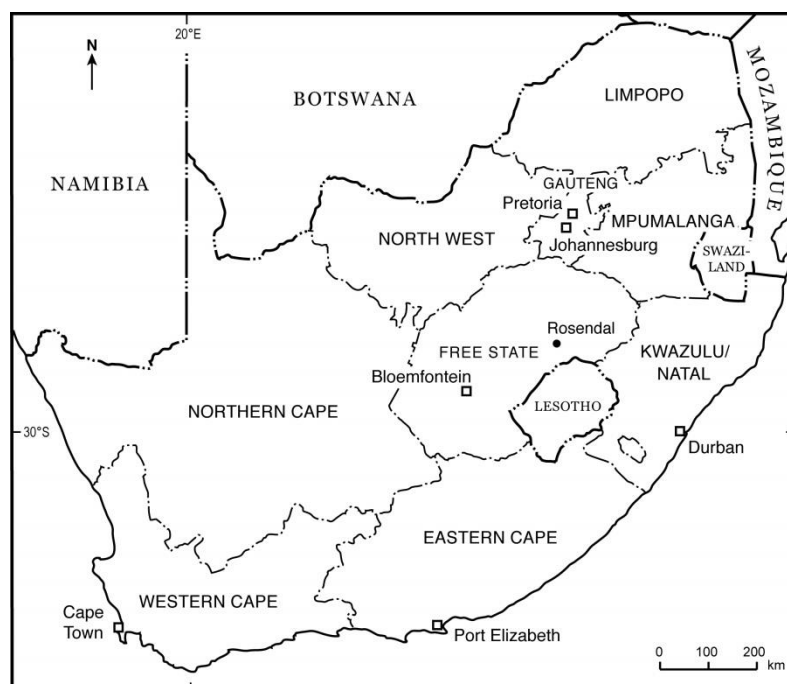 20°E
N
BOTSWANA
LIMPOPO
MOZAMBIQUE
NAMIBIA
GAUTENG
Pretoria
MPUMALANGA
NORTH WEST
Johannesburg
SWAZI-
LAND
Rosendal
FREE STATE
KWAZULU/
NATAL
Bloemfontein
NORTHERN CAPE
LESOTHO
30°S
Durban
EASTERN CAPE
WESTERN CAPE
Cape
Town
Port Elizabeth
0 100 200
km